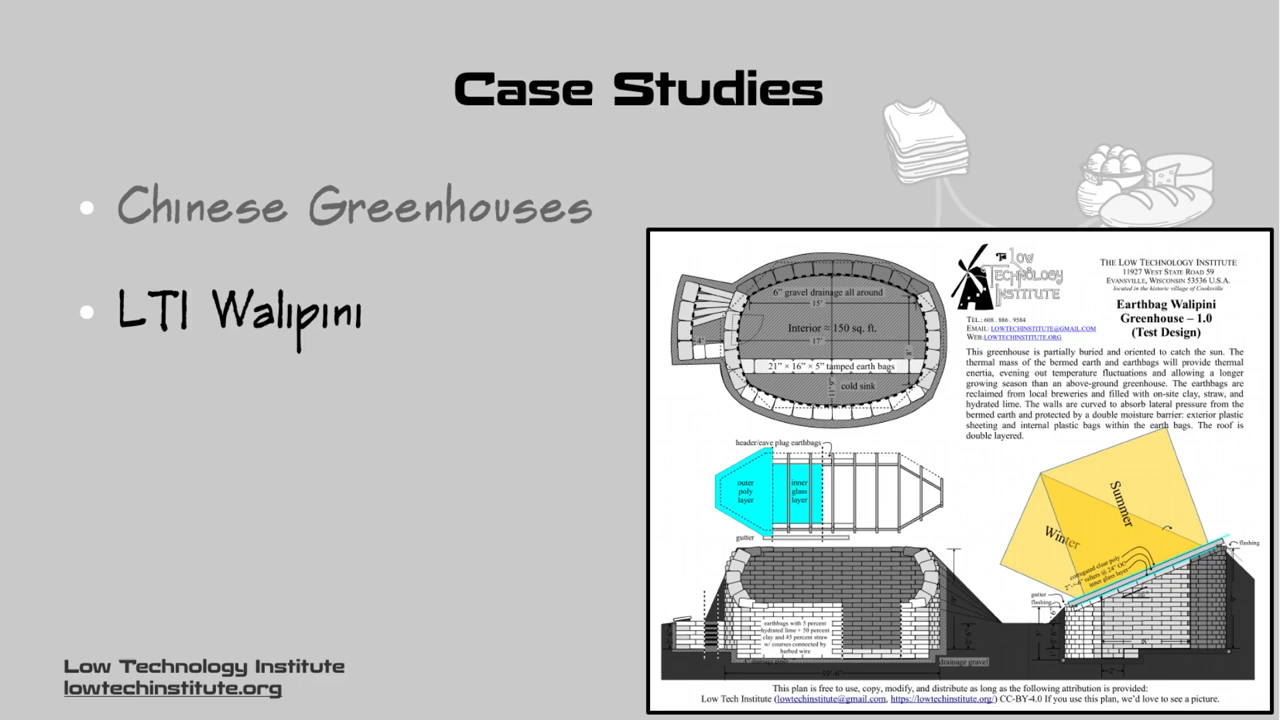 Case Studies
• Chinese Greenhouses
• LTI Walipini
Low Technology Institute
lowtechinstitute.org
6" gravel drainage all around
15'
Interior ≈ 150 sq. ft.
17'
4'
21" × 16" × 5" tamped earth bags
cold sink
The Low Technology Institute
THE LOW TECHNOLOGY INSTITUTE
11927 WEST STATE ROAD 59
EVANSVILLE, WISCONSIN 53536 U.S.A.
located in the historic village of Cooksville
TEL.: 608 . 886 . 9584
EMAIL: LOWTECHINSTITUTE@GMAIL.COM
WEB:LOWTECHINSTITUTE.ORG
Earthbag Walipini
Greenhouse – 1.0
(Test Design)
This greenhouse is partially buried and oriented to catch the sun. The
thermal mass of the bermed earth and earthbags will provide thermal
enertia, evening out temperature fluctuations and allowing a longer
growing season than an above-ground greenhouse. The earthbags are
reclaimed from local breweries and filled with on-site clay, straw, and
hydrated lime. The walls are curved to absorb lateral pressure from the
bermed earth and protected by a double moisture barrier: exterior plastic
sheeting and internal plastic bags within the earth bags. The roof is
double layered.
header/eave plug earthbags
outer
poly
layer
inner
glass
layer
gutter
Summer
Winter
corrugated clear poly
inner glass layer
flashing
gutter
flashing
earthbags with 5 percent
hydrated lime + 50 percent
clay and 45 percent straw
w/ courses connected by
barbed wire
drainage gravel
19'-6"
This plan is free to use, copy, modify, and distribute as long as the following attribution is provided:
Low Tech Institute (lowtechinstitute@gmail.com, https://lowtechinstitute.org/) CC-BY-4.0 If you use this plan, we'd love to see a picture.